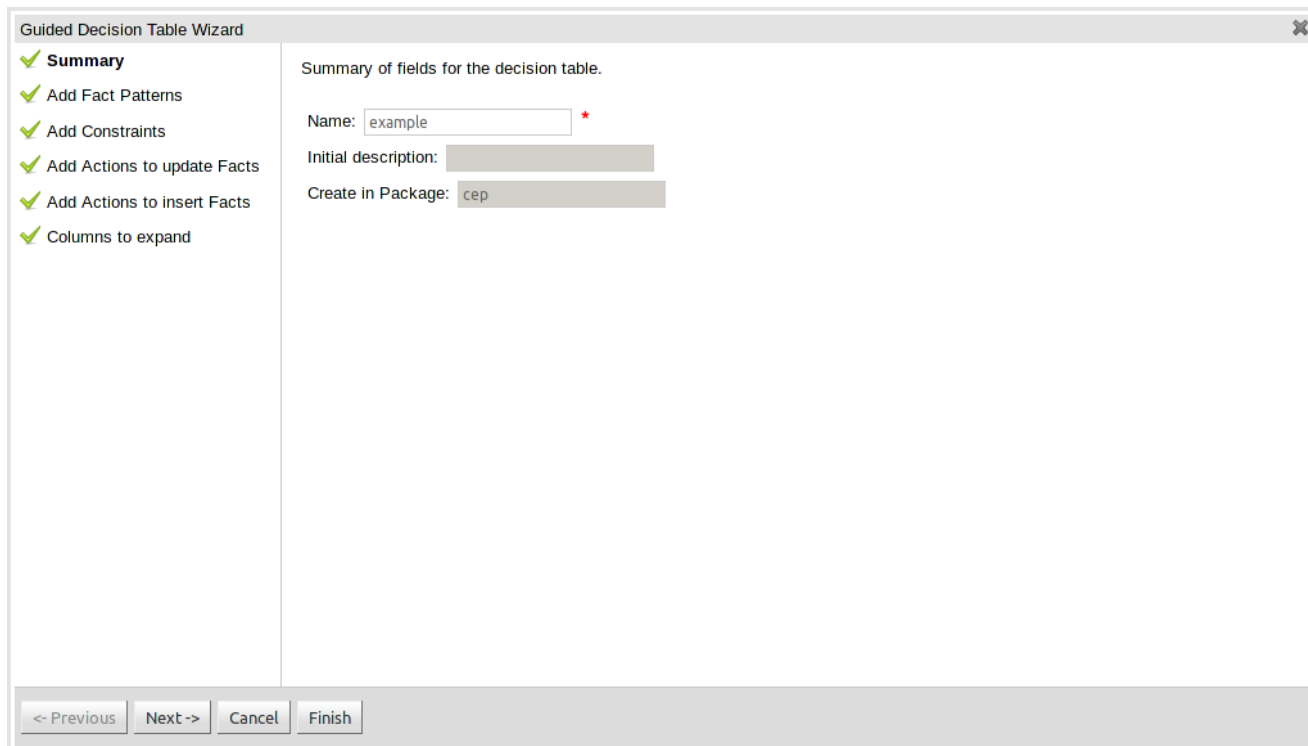 Guided Decision Table Wizard
Summary
Add Fact Patterns
Add Constraints
Add Actions to update Facts
Add Actions to insert Facts
Columns to expand
Summary of fields for the decision table.
Name: example *
Initial description:
Create in Package: cep
<- Previous Next -> Cancel Finish